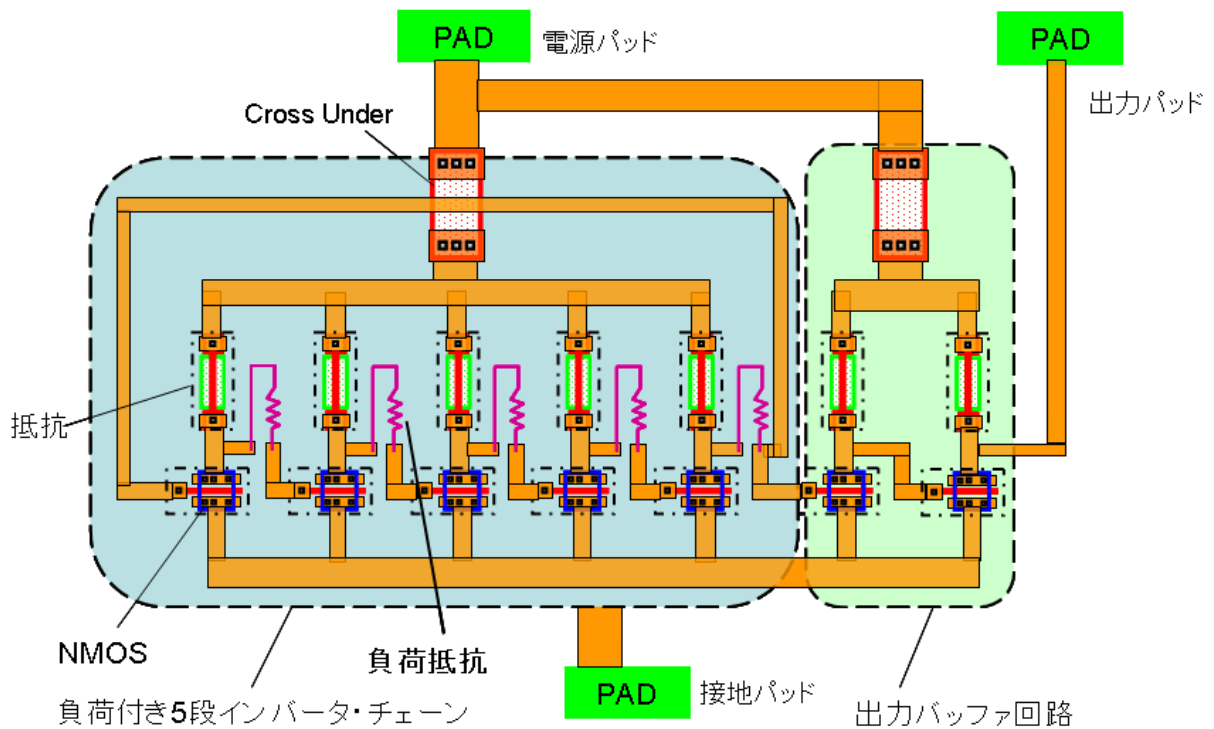 PAD
電源パッド
PAD
出力パッド
Cross Under
抵抗
NMOS
負荷抵抗
PAD
接地パッド
負荷付き5段インバータ・チェーン
出力バッファ回路